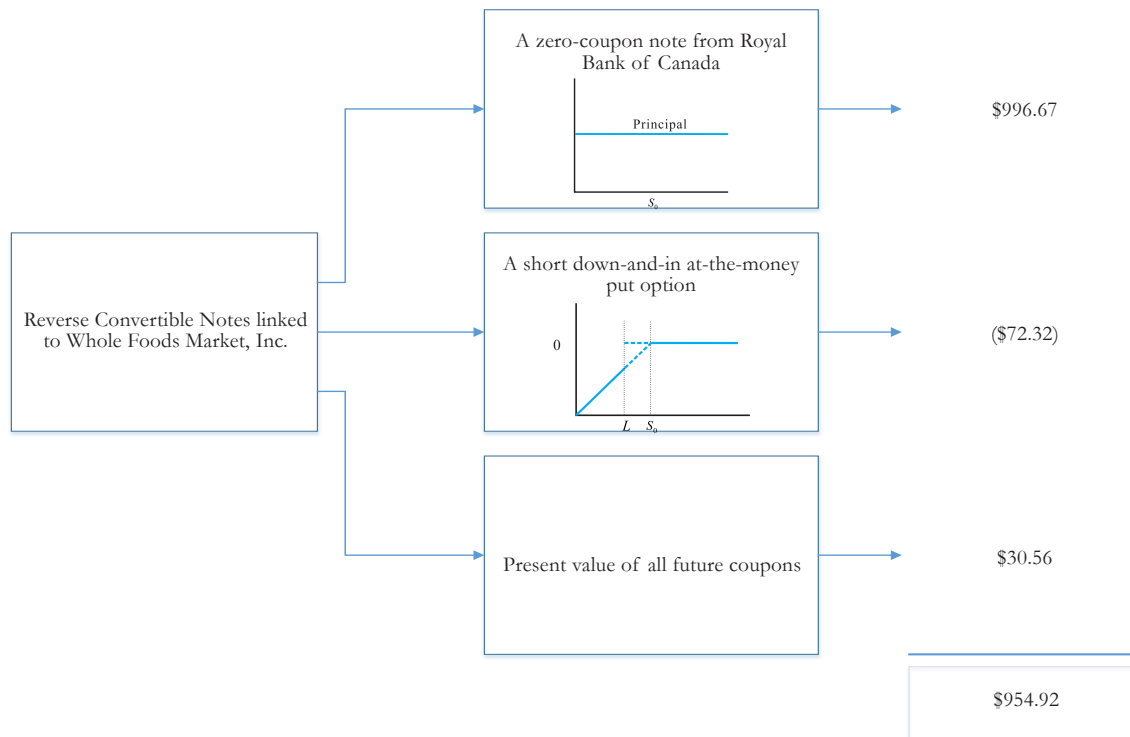 A zero-coupon note from Royal
Bank of Canada
Principal
S₀
$996.67
Reverse Convertible Notes linked
to Whole Foods Market, Inc.
A short down-and-in at-the-money
put option
0
L S₀
($72.32)
Present value of all future coupons
$30.56
$954.92